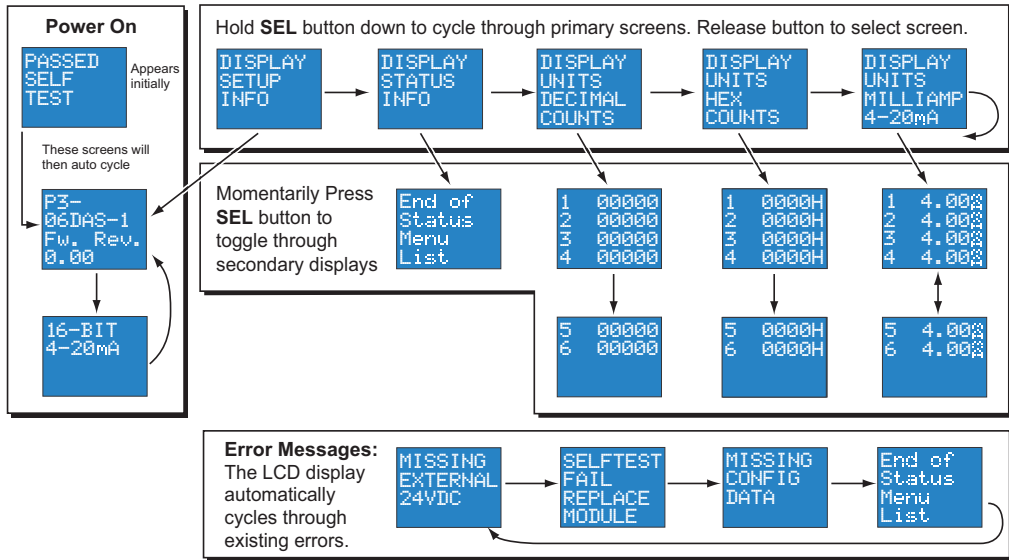 Power On
PASSED
SELF
TEST
Appears
initially
These screens will
then auto cycle
P3-
06DAS-1
Fw. Rev.
0.00
16-BIT
4-20mA
Hold SEL button down to cycle through primary screens. Release button to select screen.
DISPLAY
SETUP
INFO
DISPLAY
STATUS
INFO
DISPLAY
UNITS
DECIMAL
COUNTS
DISPLAY
UNITS
HEX
COUNTS
DISPLAY
UNITS
MILLIAMP
4-20mA
Momentarily Press
SEL button to
toggle through
secondary displays
End of
Status
Menu
List
1 00000
2 00000
3 00000
4 00000
1 0000H
2 0000H
3 0000H
4 0000H
1 4.00
2 4.00
3 4.00
4 4.00
5 00000
6 00000
5 0000H
6 0000H
5 4.00
6 4.00
Error Messages:
The LCD display
automatically
cycles through
existing errors.
MISSING
EXTERNAL
24VDC
SELFTEST
FAIL
REPLACE
MODULE
MISSING
CONFIG
DATA
End of
Status
Menu
List